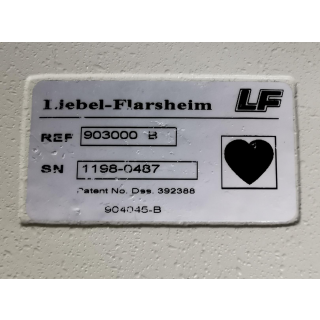 LF
Liebel-Flarsheim
REF 903000 B
SN 1198-0487
Patent No. Des. 392388
904045-B